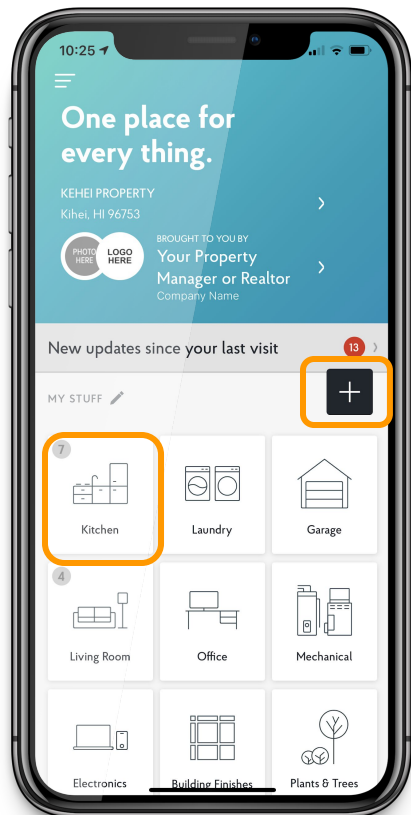 10:25
One place for
every thing.
KEHEI PROPERTY
Kihei, HI 96753
PHOTO
HERE
LOGO
HERE
BROUGHT TO YOU BY
Your Property
Manager or Realtor
Company Name
New updates since your last visit
13
MY STUFF
7
Kitchen
Laundry
Garage
4
Living Room
Office
Mechanical
Electronics
Building Finishes
Plants & Trees